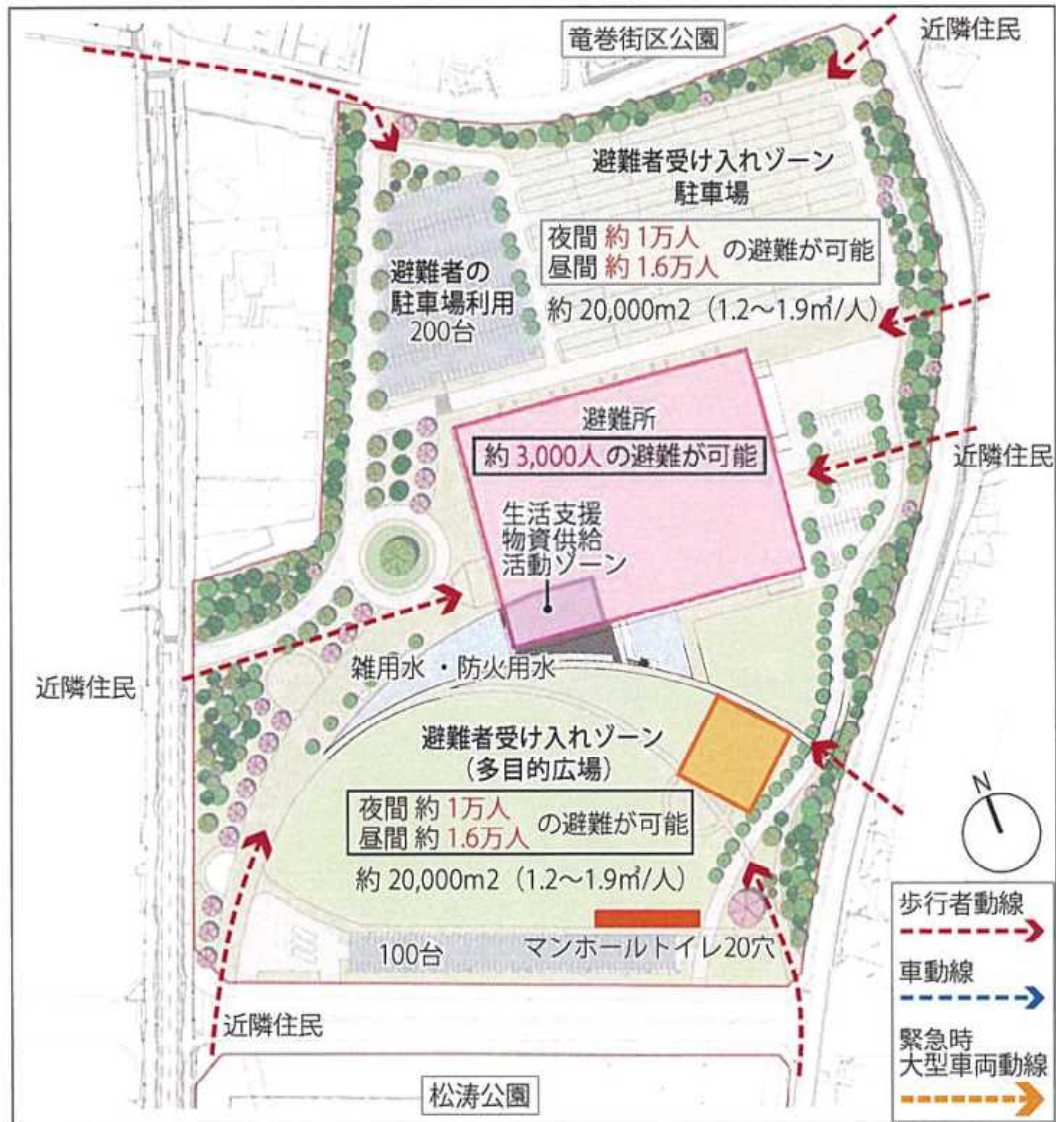 竜巻街区公園
近隣住民
避難者受け入れゾーン
駐車場
夜間 約 1万人
昼間 約 1.6万人
の避難が可能
約 20,000m2（1.2〜1.9㎡/人）
避難者の
駐車場利用
200台
避難所
約 3,000人 の避難が可能
近隣住民
生活支援
物資供給
活動ゾーン
近隣住民
雑用水・防火用水
避難者受け入れゾーン
（多目的広場）
夜間 約 1万人
昼間 約 1.6万人
の避難が可能
約 20,000m2（1.2〜1.9㎡/人）
N
100台
マンホールトイレ20穴
近隣住民
松涛公園
歩行者動線
車動線
緊急時
大型車両動線